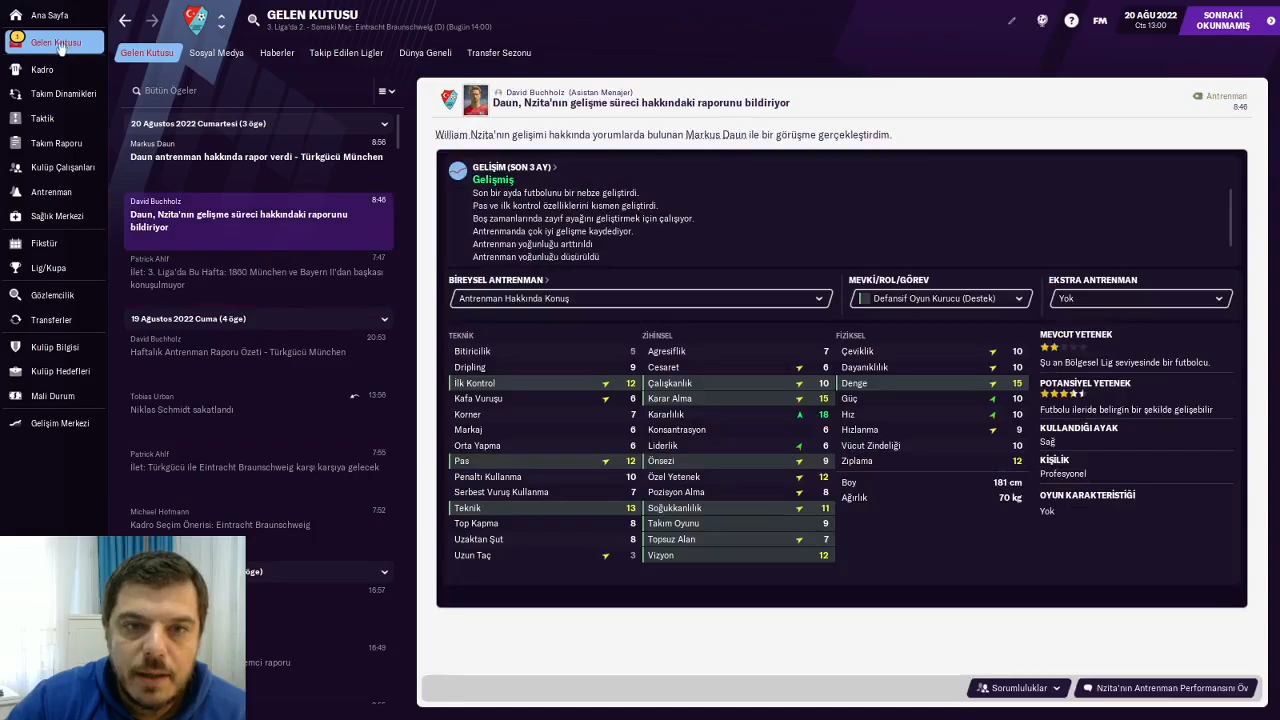 Ana Sayfa
Gelen Kutusu
Kadro
Takım Dinamikleri
Taktik
Takım Raporu
Kulüp Çalışanları
Antrenman
Sağlık Merkezi
Fikstür
Lig/Kupa
Gözlemcilik
Transferler
Kulüp Bilgisi
Kulüp Hedefleri
Mali Durum
Gelişim Merkezi
1
GELEN KUTUSU
3. Liga'da 2. - Sonraki Maç: Eintracht Braunschweig (D) (Bugün 14:00)
FM
20 AĞU 2022
Cts 13:00
SONRAKİ
OKUNMAMIŞ
Gelen Kutusu
Sosyal Medya
Haberler
Takip Edilen Ligler
Dünya Geneli
Transfer Sezonu
Bütün Ögeler
20 Ağustos 2022 Cumartesi (3 öge)
Markus Daun 8:56
Daun antrenman hakkında rapor verdi - Türkgücü München
David Buchholz 8:46
Daun, Nzita'nın gelişme süreci hakkındaki raporunu
bildiriyor
Patrick Ahlf 7:47
İlet: 3. Liga'da Bu Hafta: 1860 München ve Bayern II'dan başkası
konuşulmuyor
19 Ağustos 2022 Cuma (4 öge)
David Buchholz 20:53
Haftalık Antrenman Raporu Özeti - Türkgücü München
Tobias Urban 13:56
Niklas Schmidt sakatlandı
Patrick Ahlf 7:55
İlet: Türkgücü ile Eintracht Braunschweig karşı karşıya gelecek
Michael Hofmann 7:52
Kadro Seçim Önerisi: Eintracht Braunschweig
öge)
16:57
16:49
emci raporu
David Buchholz (Asistan Menajer)
Daun, Nzita'nın gelişme süreci hakkındaki raporunu bildiriyor
Antrenman
8:46
William Nzita'nın gelişimi hakkında yorumlarda bulunan Markus Daun ile bir görüşme gerçekleştirdim.
GELİŞİM (SON 3 AY)
Gelişmiş
Son bir ayda futbolunu bir nebze geliştirdi.
Pas ve ilk kontrol özelliklerini kısmen geliştirdi.
Boş zamanlarında zayıf ayağını geliştirmek için çalışıyor.
Antrenmanda çok iyi gelişme kaydediyor.
Antrenman yoğunluğu arttırıldı
Antrenman yoğunluğu düşürüldü
BİREYSEL ANTRENMAN
Antrenman Hakkında Konuş
MEVKİ/ROL/GÖREV
Defansif Oyun Kurucu (Destek)
EKSTRA ANTRENMAN
Yok
TEKNİK
Bitiricilik 5
Dripling 9
İlk Kontrol 12
Kafa Vuruşu 6
Korner 7
Markaj 6
Orta Yapma 6
Pas 12
Penaltı Kullanma 10
Serbest Vuruş Kullanma 7
Teknik 13
Top Kapma 8
Uzaktan Şut 8
Uzun Taç 3
ZİHİNSEL
Agresiflik 7
Cesaret 6
Çalışkanlık 10
Karar Alma 15
Kararlılık 18
Konsantrasyon 6
Liderlik 6
Önsezi 9
Özel Yetenek 12
Pozisyon Alma 8
Soğukkanlılık 11
Takım Oyunu 9
Topsuz Alan 7
Vizyon 12
FİZİKSEL
Çeviklik 10
Dayanıklılık 10
Denge 15
Güç 10
Hız 10
Hızlanma 9
Vücut Zindeliği 10
Zıplama 12
Boy 181 cm
Ağırlık 70 kg
MEVCUT YETENEK
Şu an Bölgesel Lig seviyesinde bir futbolcu.
POTANSİYEL YETENEK
Futbolu ileride belirgin bir şekilde gelişebilir
KULLANDIĞI AYAK
Sağ
KİŞİLİK
Profesyonel
OYUN KARAKTERİSTİĞİ
Yok
Sorumluluklar
Nzita'nın Antrenman Performansını Öv